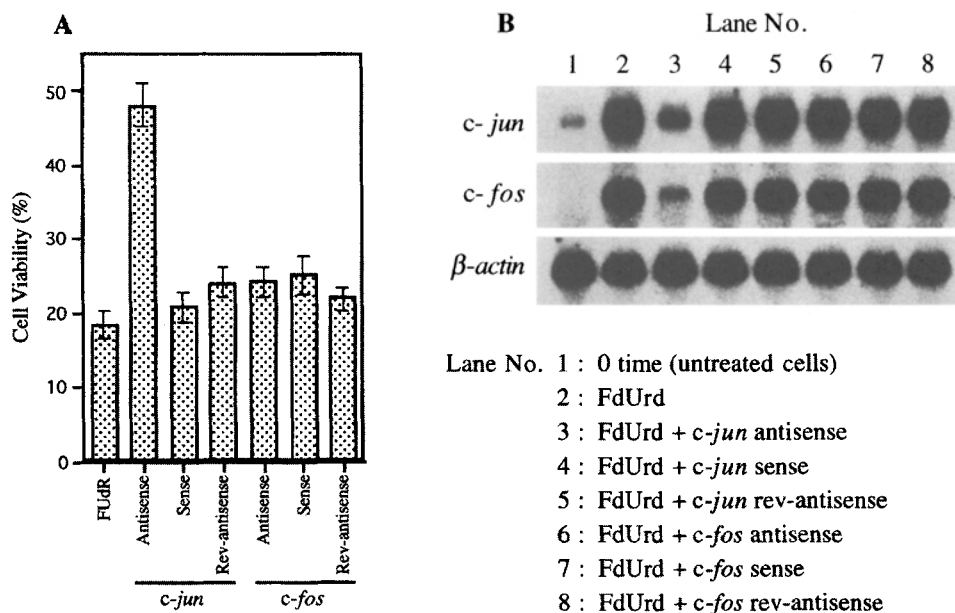 A
Cell Viability (%)
50
40
30
20
10
0
FUdR
Antisense
Sense
Rev-antisense
Antisense
Sense
Rev-antisense
c-jun
c-fos
B
Lane No.
1 2 3 4 5 6 7 8
c-jun
c-fos
β-actin
Lane No. 1 : 0 time (untreated cells)
2 : FdUrd
3 : FdUrd + c-jun antisense
4 : FdUrd + c-jun sense
5 : FdUrd + c-jun rev-antisense
6 : FdUrd + c-fos antisense
7 : FdUrd + c-fos sense
8 : FdUrd + c-fos rev-antisense